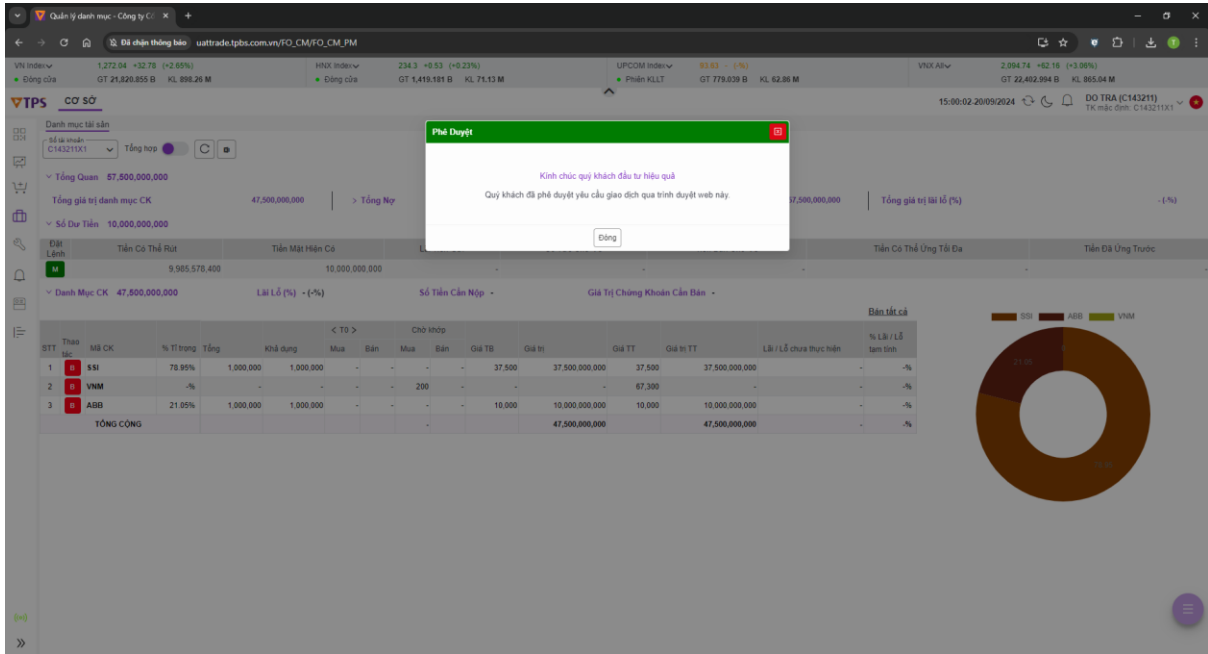 Quản lý danh mục - Công ty Cổ
Đã chặn thông báo uattrade.tpbs.com.vn/FO_CM/FO_CM_PM
VN Index 1,272.04 +32.78 (+2.65%) HNX Index 234.3 +0.53 (+0.23%) UPCOM Index 93.63 - (-%) VNX All 2,094.74 +62.16 (+3.06%)
Đóng cửa GT 21,820.855 B KL 898.26 M Đóng cửa GT 1,419.181 B KL 71.13 M Phiên KLLT GT 779.039 B KL 62.86 M GT 22,402.994 B KL 865.04 M
TPS CƠ SỞ 15:00:02-20/09/2024 DO TRA (C143211)
TK mặc định: C143211X1
Danh mục tài sản
Số tài khoản
C143211X1 Tổng hợp
Tổng Quan 57,500,000,000
Tổng giá trị danh mục CK 47,500,000,000 > Tổng Nợ 57,500,000,000 Tổng giá trị lãi lỗ (%) - (-%)
Số Dư Tiền 10,000,000,000
Phê Duyệt
Kính chúc quý khách đầu tư hiệu quả
Quý khách đã phê duyệt yêu cầu giao dịch qua trình duyệt web này.
Đóng
Đặt Lệnh Tiền Có Thể Rút Tiền Mặt Hiện Có Tiền Có Thể Ứng Tối Đa Tiền Đã Ứng Trước
M 9,985,578,400 10,000,000,000 - - - - -
Danh Mục CK 47,500,000,000 Lãi Lỗ (%) - (-%) Số Tiền Cần Nộp - Giá Trị Chứng Khoán Cần Bán -
Bán tất cả
SSI ABB VNM
< T0 > Chờ khớp
STT Thao tác Mã CK % Tỉ trọng Tổng Khả dụng Mua Bán Mua Bán Giá TB Giá trị Giá TT Giá trị TT Lãi / Lỗ chưa thực hiện % Lãi / Lỗ tạm tính
1 B SSI 78.95% 1,000,000 1,000,000 - - - - 37,500 37,500,000,000 37,500 37,500,000,000 - -%
2 B VNM -% - - - - 200 - - - 67,300 - - -%
3 B ABB 21.05% 1,000,000 1,000,000 - - - - 10,000 10,000,000,000 10,000 10,000,000,000 - -%
TỔNG CỘNG - 47,500,000,000 47,500,000,000 - -%
21.05
0
78.95